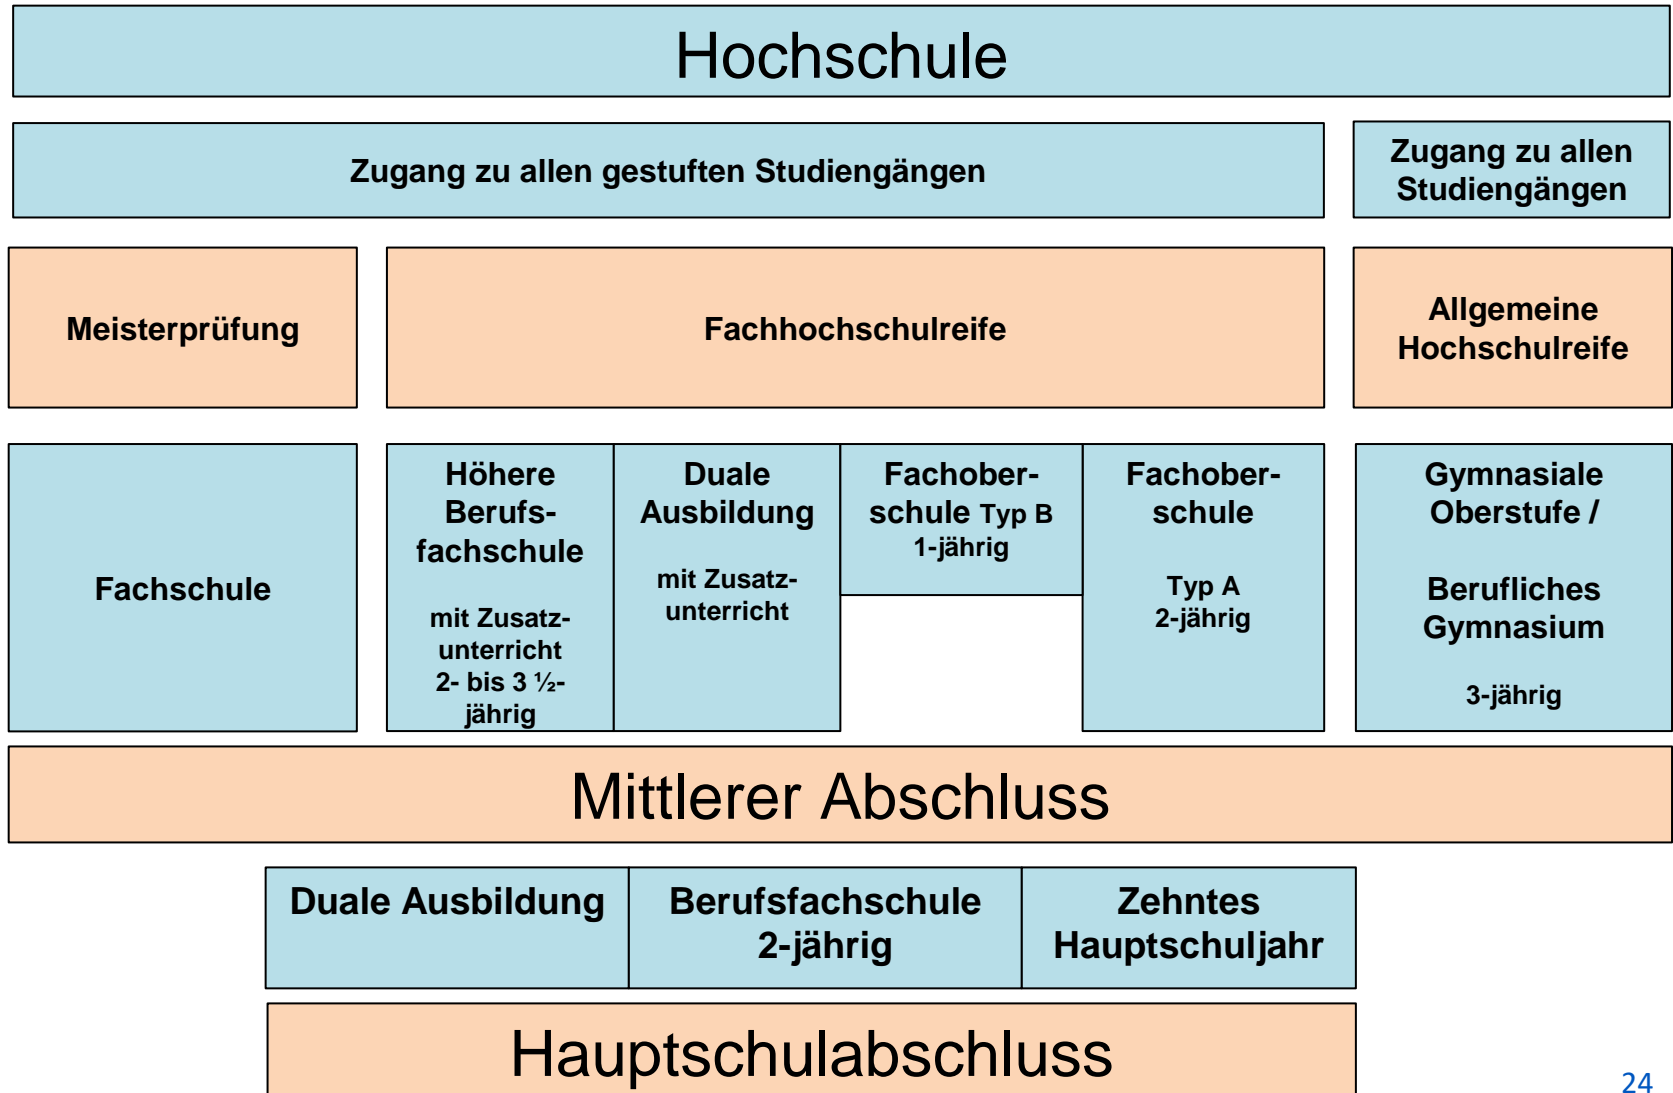 Hochschule
Zugang zu allen gestuften Studiengängen
Zugang zu allen
Studiengängen
Meisterprüfung
Fachhochschulreife
Allgemeine
Hochschulreife
Fachschule
Höhere
Berufs-
fachschule
mit Zusatz-
unterricht
2- bis 3 ½-
jährig
Duale
Ausbildung
mit Zusatz-
unterricht
Fachober-
schule Typ B
1-jährig
Fachober-
schule
Typ A
2-jährig
Gymnasiale
Oberstufe /
Berufliches
Gymnasium
3-jährig
Mittlerer Abschluss
Duale Ausbildung
Berufsfachschule
2-jährig
Zehntes
Hauptschuljahr
Hauptschulabschluss
24